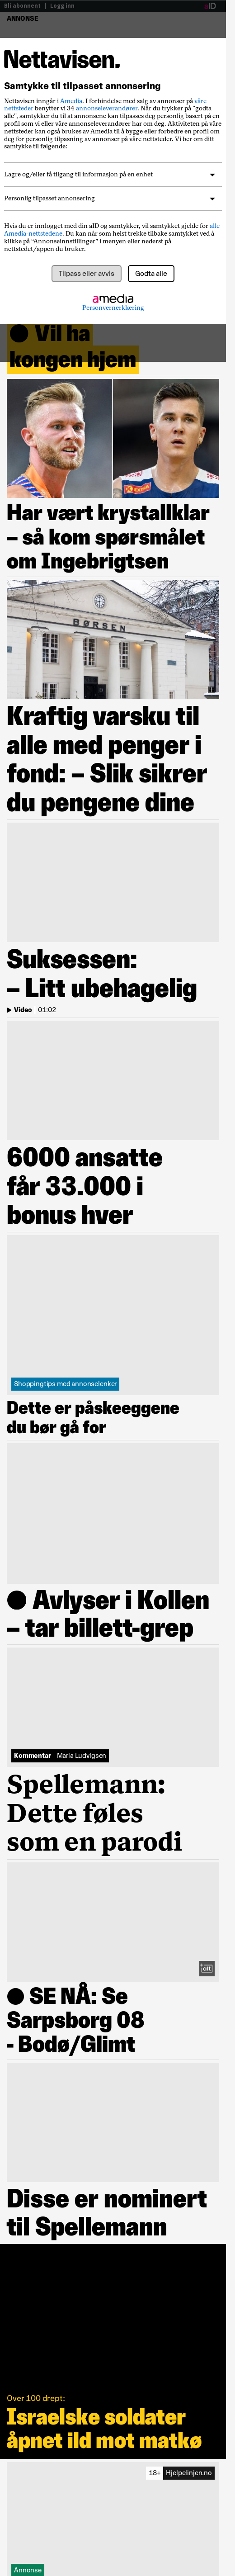 Bli abonnent | Logg inn
aID
ANNONSE
Nettavisen.
Samtykke til tilpasset annonsering
Nettavisen inngår i Amedia. I forbindelse med salg av annonser på våre
nettsteder benytter vi 34 annonseleverandører. Når du trykker på "godta
alle", samtykker du til at annonsene kan tilpasses deg personlig basert på en
profil som vi eller våre annonseleverandører har av deg. Aktivitet på våre
nettsteder kan også brukes av Amedia til å bygge eller forbedre en profil om
deg for personlig tilpasning av annonser på våre nettsteder. Vi ber om ditt
samtykke til følgende:
Lagre og/eller få tilgang til informasjon på en enhet
Personlig tilpasset annonsering
Hvis du er innlogget med din aID og samtykker, vil samtykket gjelde for alle
Amedia-nettstedene. Du kan når som helst trekke tilbake samtykket ved å
klikke på “Annonseinnstillinger” i menyen eller nederst på
nettstedet/appen du bruker.
Tilpass eller avvis
Godta alle
amedia
Personvernerklæring
● Vil ha
kongen hjem
Har vært krystallklar
– så kom spørsmålet
om Ingebrigtsen
BØRSEN
Kraftig varsku til
alle med penger i
fond: – Slik sikrer
du pengene dine
Suksessen:
– Litt ubehagelig
Video | 01:02
6000 ansatte
får 33.000 i
bonus hver
Shoppingtips med annonselenker
Dette er påskeeggene
du bør gå for
● Avlyser i Kollen
– tar billett-grep
Kommentar | Maria Ludvigsen
Spellemann:
Dette føles
som en parodi
● SE NÅ: Se
Sarpsborg 08
- Bodø/Glimt
Disse er nominert
til Spellemann
Over 100 drept:
Israelske soldater
åpnet ild mot matkø
18+ Hjelpelinjen.no
Annonse